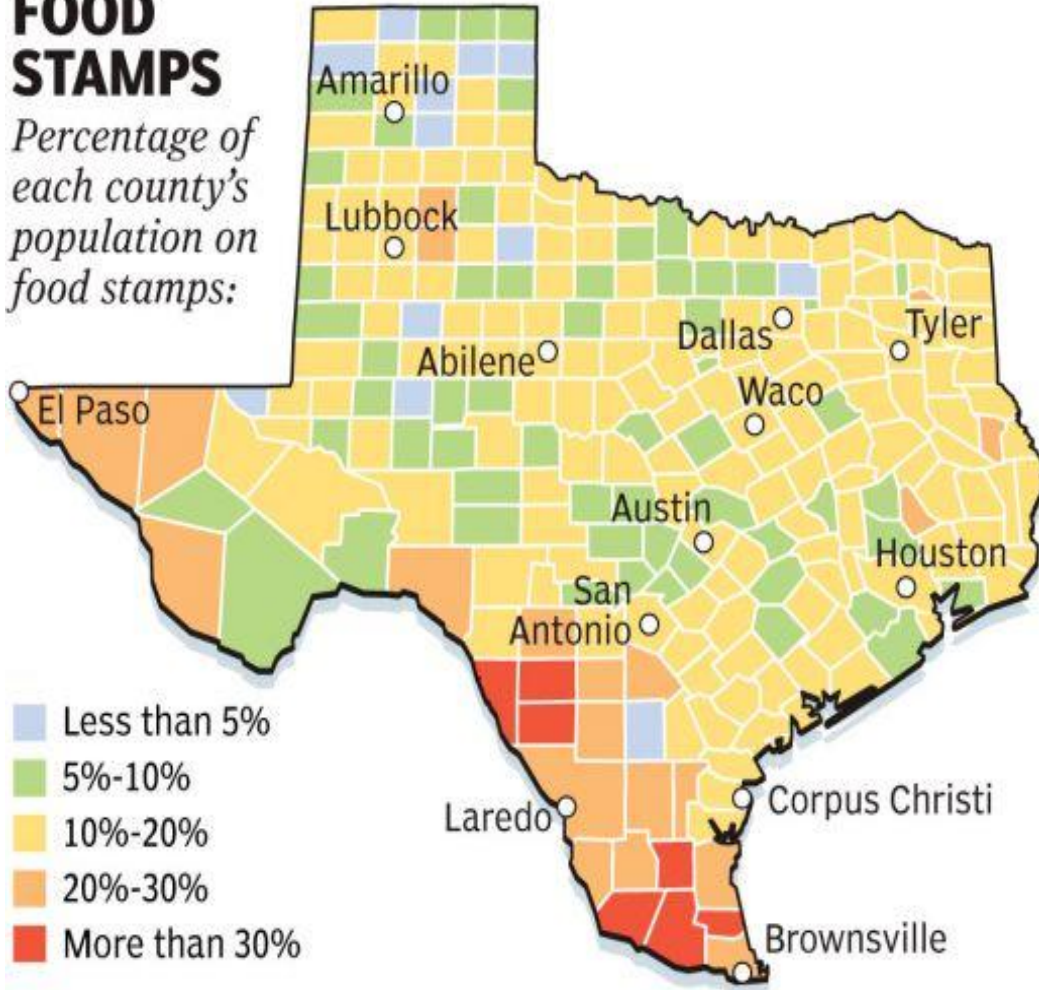 FOOD
STAMPS
Percentage of
each county's
population on
food stamps:
Amarillo
Lubbock
Abilene
Dallas
Tyler
El Paso
Waco
Austin
Houston
San
Antonio
Laredo
Corpus Christi
Brownsville
Less than 5%
5%-10%
10%-20%
20%-30%
More than 30%